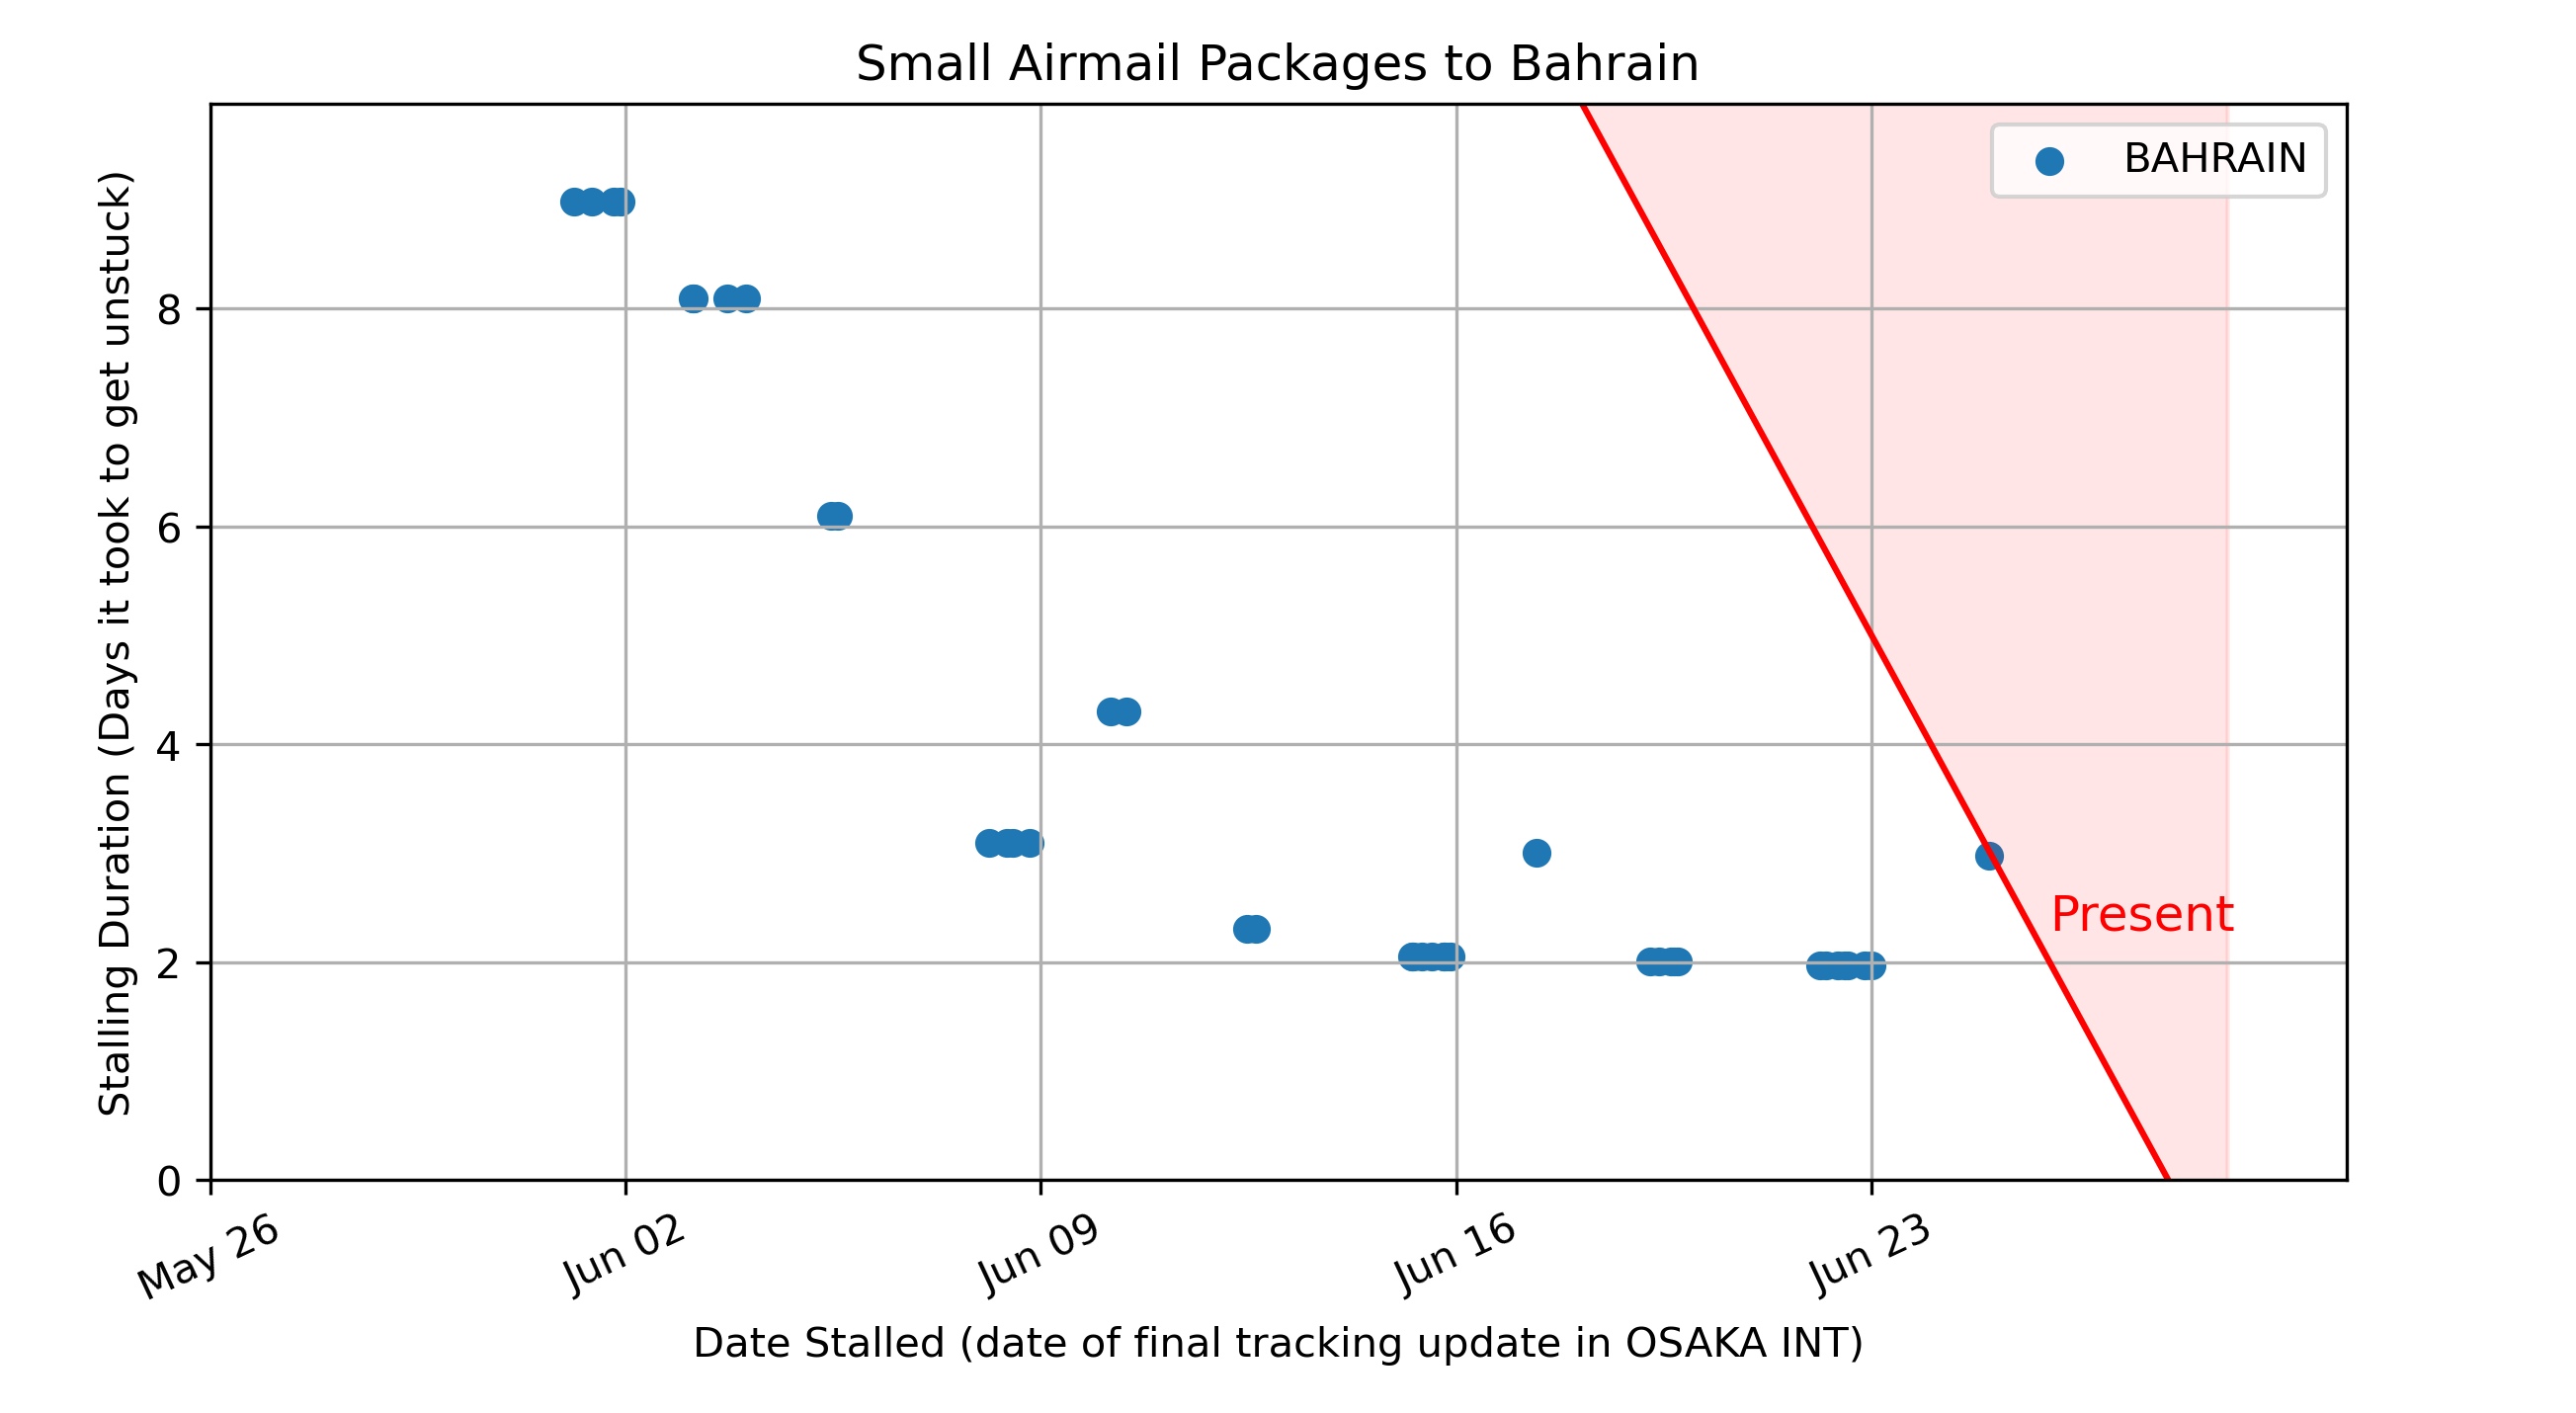 Small Airmail Packages to Bahrain
BAHRAIN
Stalling Duration (Days it took to get unstuck)
8
6
4
2
0
Present
May 26
Jun 02
Jun 09
Jun 16
Jun 23
Date Stalled (date of final tracking update in OSAKA INT)